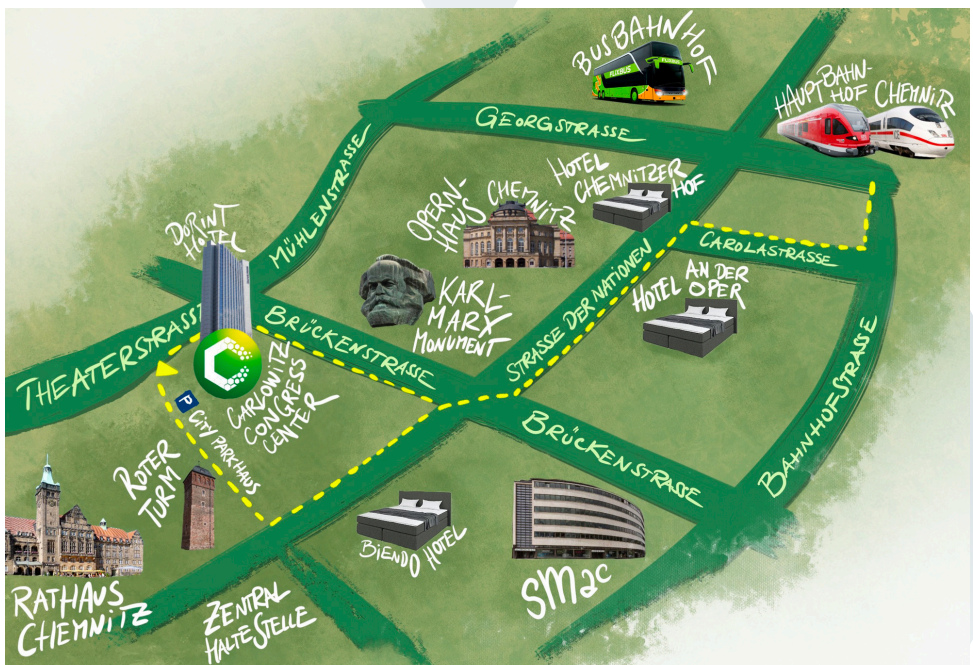 BUSBAHNHOF
FLIXBUS
FLIXBUS
HAUPTBAHN-
HOF CHEMNITZ
GEORGSTRASSE
MÜHLENSTRASSE
HOTEL
CHEMNITZER
HOF
OPERN-
HAUS CHEMNITZ
DORINT
HOTEL
CAROLASTRASSE
HOTEL AN DER
OPER
KARL-
MARX
MONUMENT
STRASSE DER NATIONEN
THEATERSTRASSE
BRÜCKENSTRASSE
CARLOWITZ
CONGRESS
CENTER
P CITY PARKHAUS
BRÜCKENSTRASSE
BAHNHOFSTRASSE
ROTER
TURM
BIENDO HOTEL
SMAC
RATHAUS
CHEMNITZ
ZENTRAL
HALTESTELLE